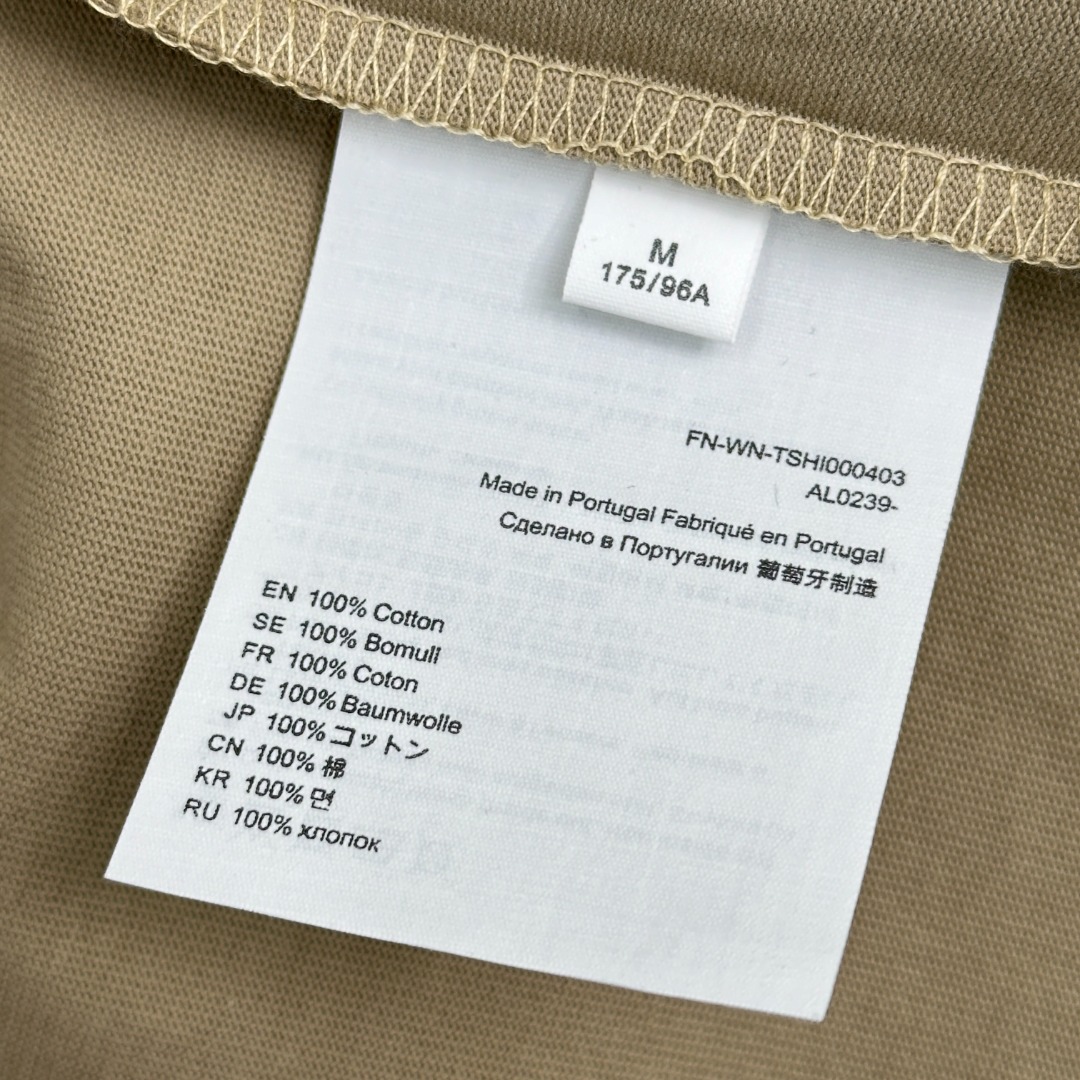 M
175/96A
FN-WN-TSHI000403
AL0239-
Made in Portugal Fabriqué en Portugal
Сделано в Португалии 葡萄牙制造
EN 100% Cotton
SE 100% Bomull
FR 100% Coton
DE 100% Baumwolle
JP 100% コットン
CN 100% 棉
KR 100% 면
RU 100% хлопок